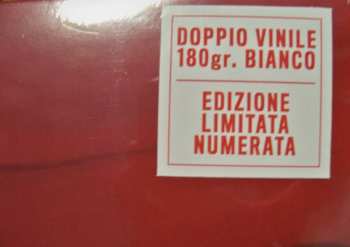 DOPPIO VINILE
180gr. BIANCO
EDIZIONE
LIMITATA
NUMERATA